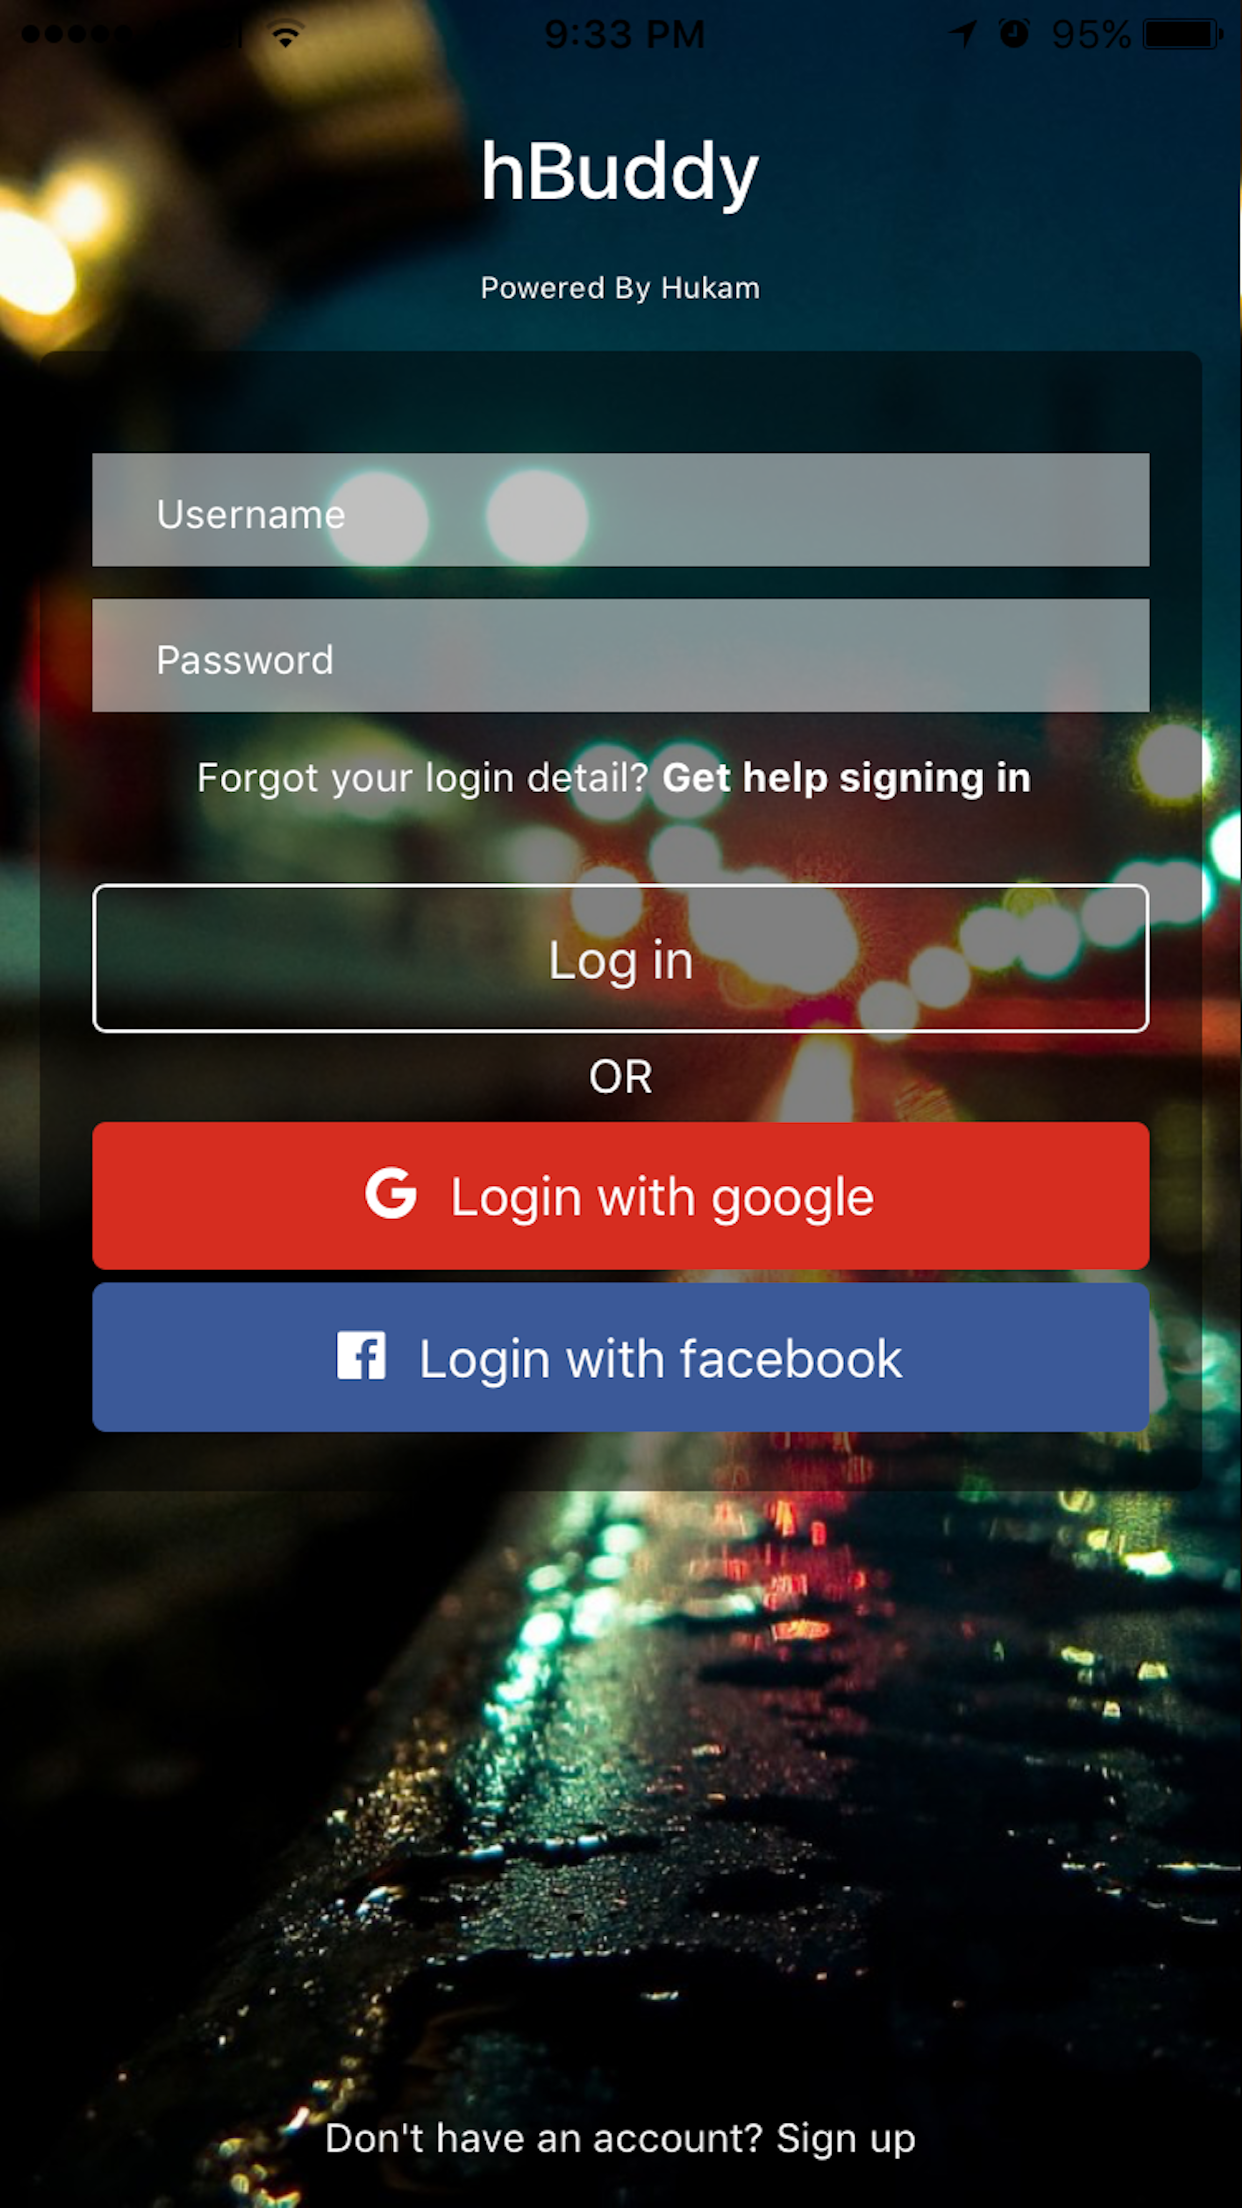 9:33 PM 95%
hBuddy
Powered By Hukam
Username
Password
Forgot your login detail? Get help signing in
Log in
OR
G Login with google
f Login with facebook
Don't have an account? Sign up